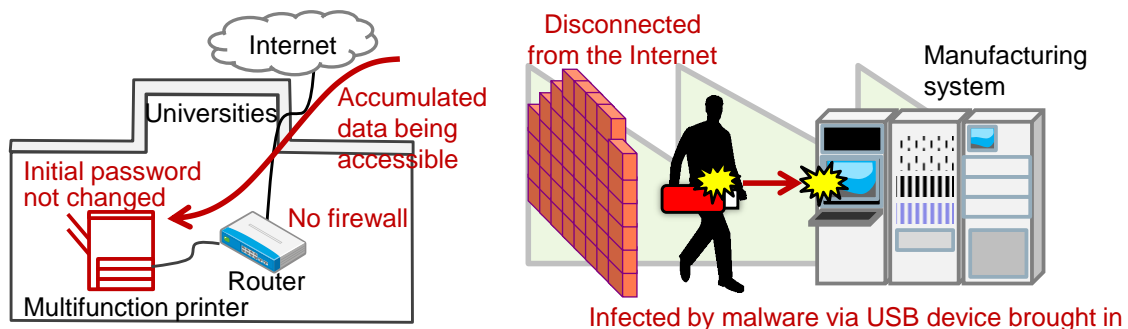 Internet
Universities
Accumulated
data being
accessible
Initial password
not changed
No firewall
Router
Multifunction printer
Disconnected
from the Internet
Manufacturing
system
Infected by malware via USB device brought in